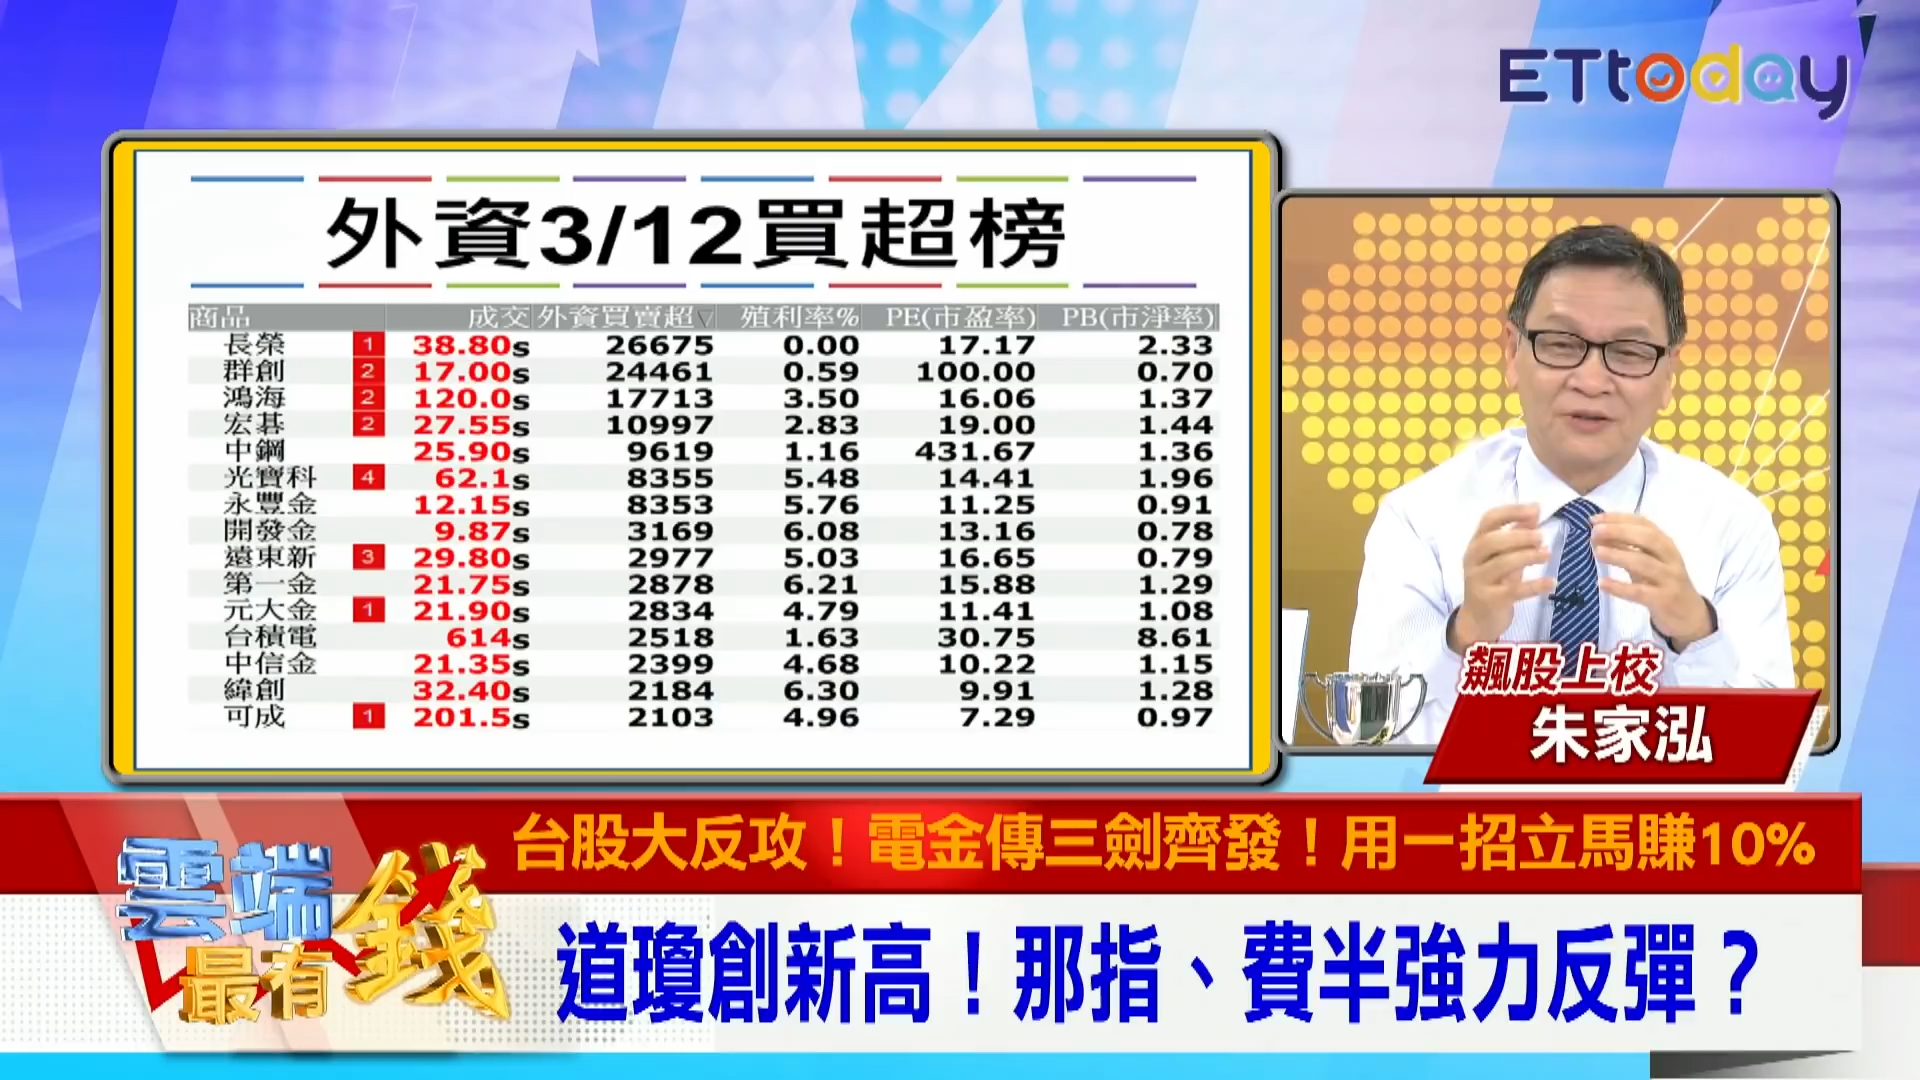 ETtoday
外資3/12買超榜
商品 成交 外資買賣超▽ 殖利率% PE(市盈率) PB(市淨率)
長榮 1 38.80s 26675 0.00 17.17 2.33
群創 2 17.00s 24461 0.59 100.00 0.70
鴻海 2 120.0s 17713 3.50 16.06 1.37
宏碁 2 27.55s 10997 2.83 19.00 1.44
中鋼 25.90s 9619 1.16 431.67 1.36
光寶科 4 62.1s 8355 5.48 14.41 1.96
永豐金 12.15s 8353 5.76 11.25 0.91
開發金 9.87s 3169 6.08 13.16 0.78
遠東新 3 29.80s 2977 5.03 16.65 0.79
第一金 21.75s 2878 6.21 15.88 1.29
元大金 1 21.90s 2834 4.79 11.41 1.08
台積電 614s 2518 1.63 30.75 8.61
中信金 21.35s 2399 4.68 10.22 1.15
緯創 32.40s 2184 6.30 9.91 1.28
可成 1 201.5s 2103 4.96 7.29 0.97
飆股上校
朱家泓
台股大反攻！電金傳三劍齊發！用一招立馬賺10%
雲端最有錢
道瓊創新高！那指、費半強力反彈？